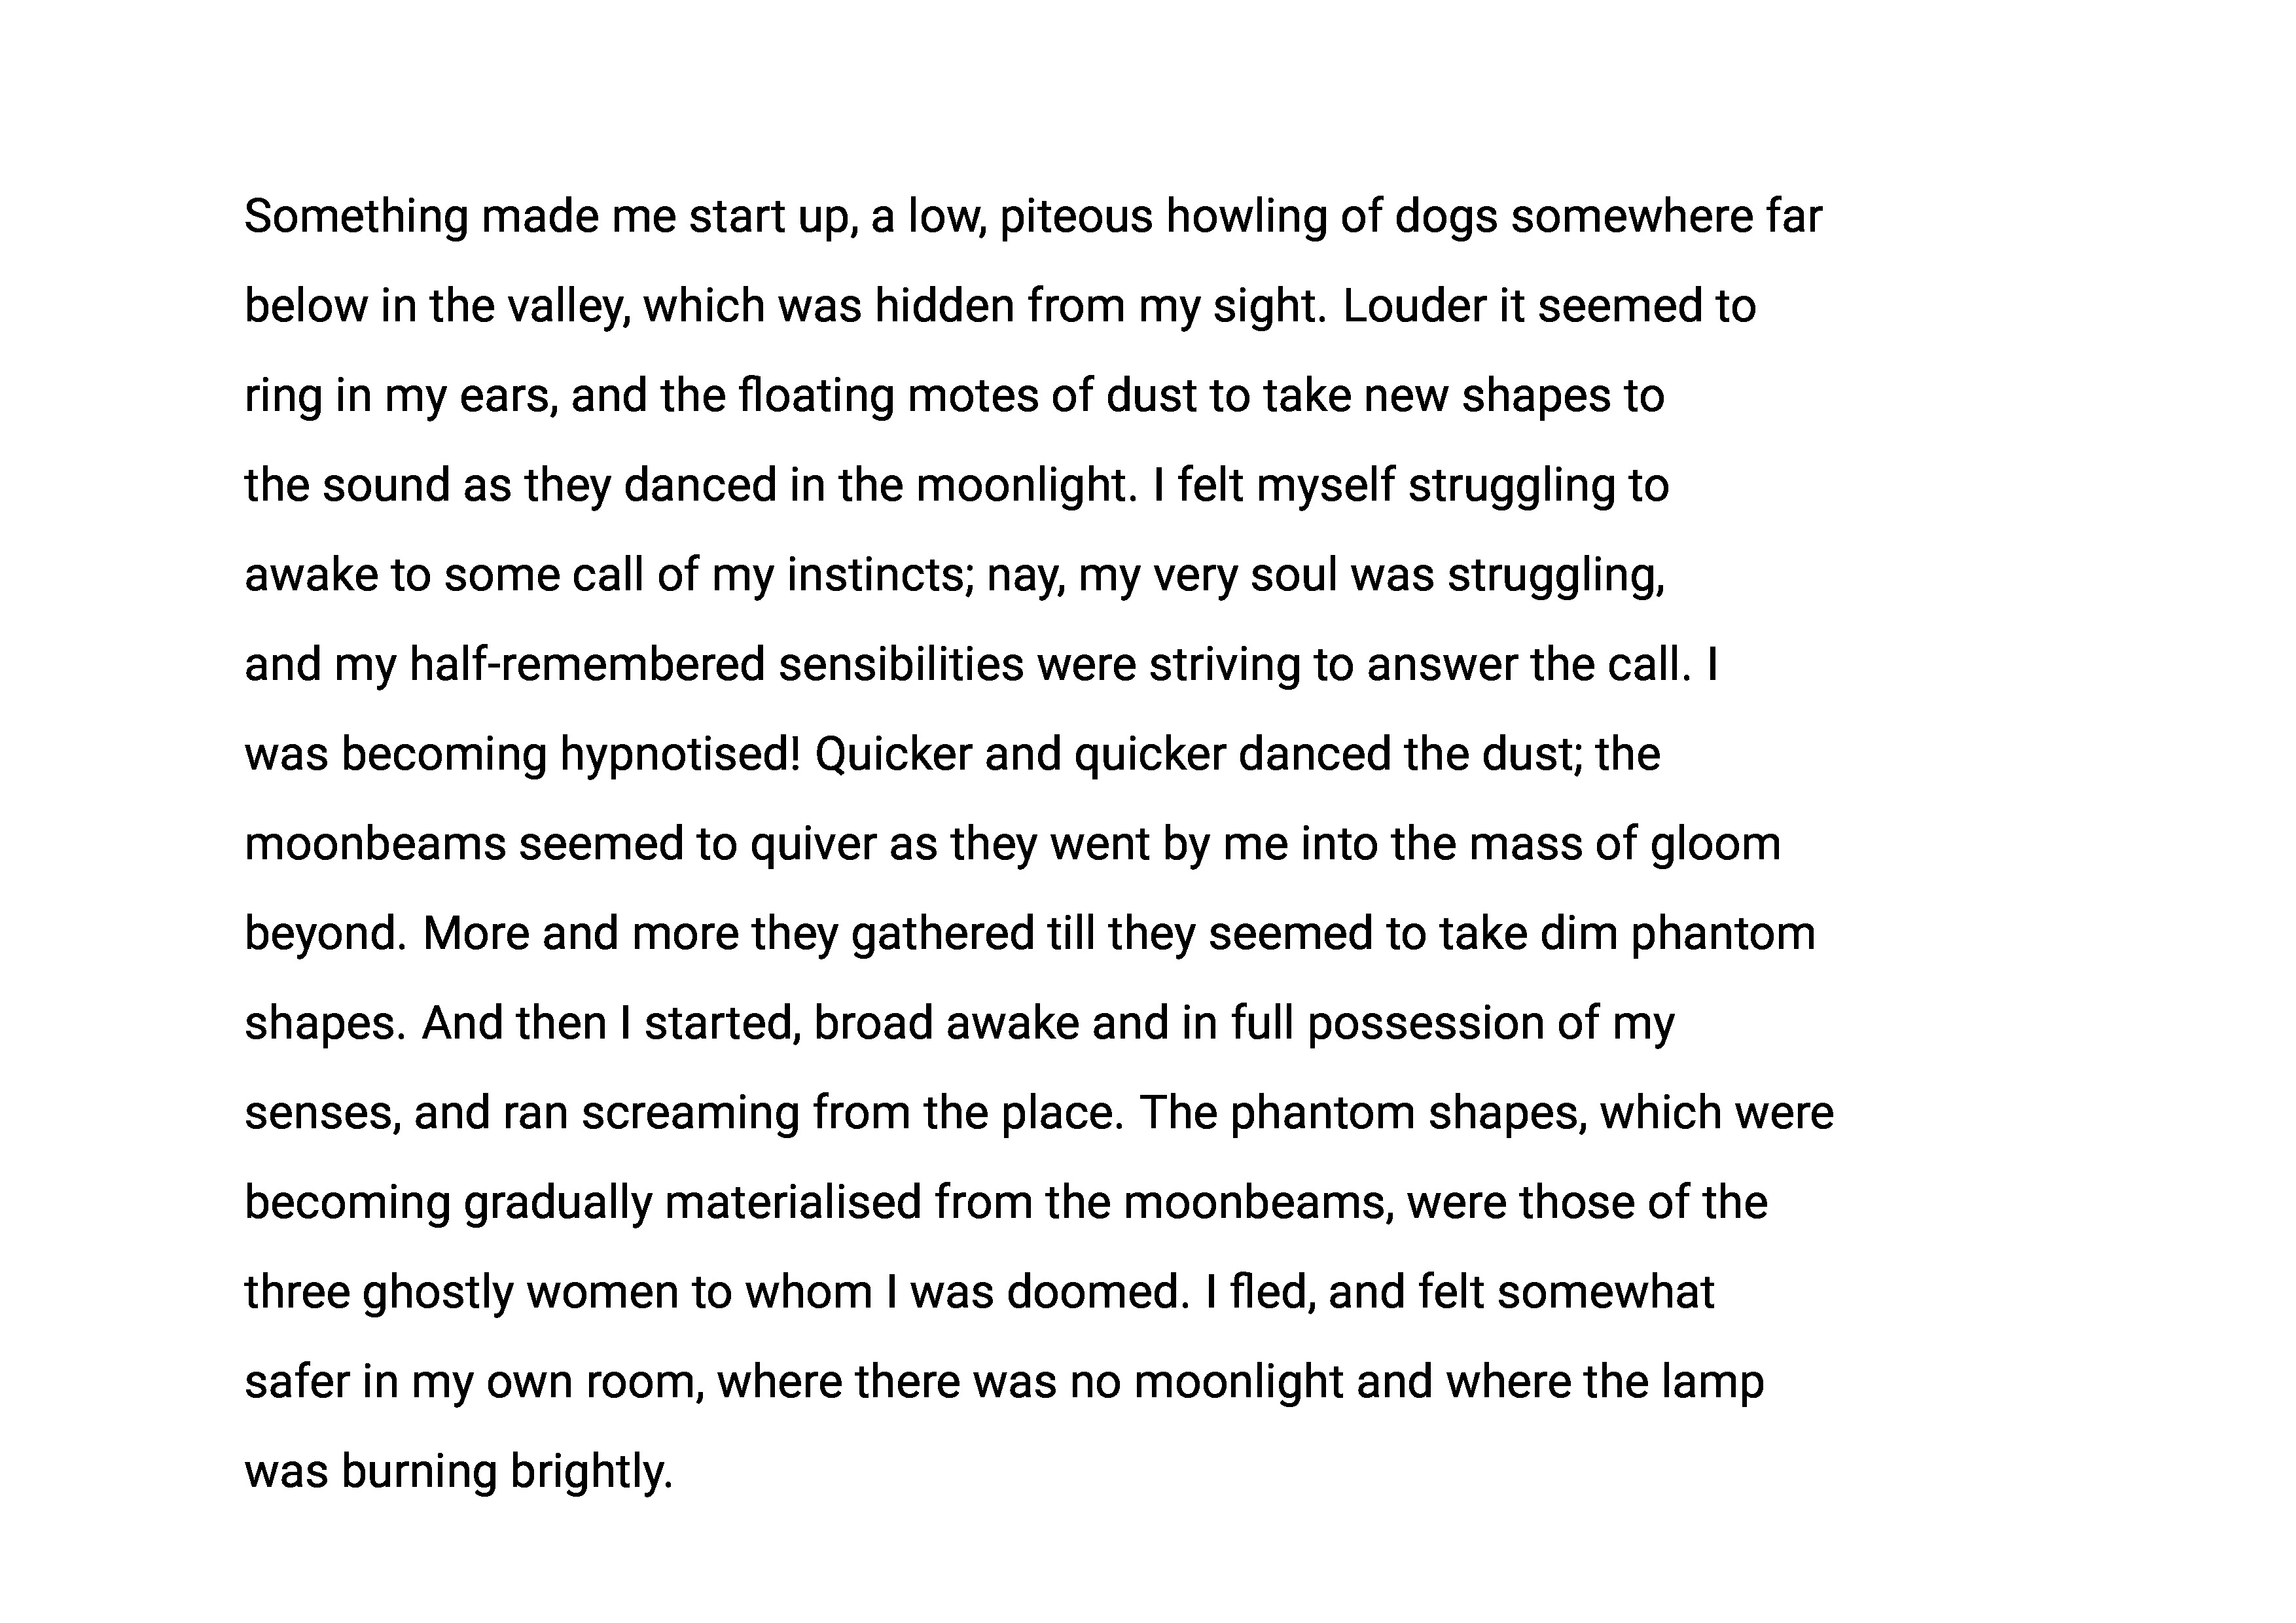 Something made me start up, a low, piteous howling of dogs somewhere far
below in the valley, which was hidden from my sight. Louder it seemed to
ring in my ears, and the floating motes of dust to take new shapes to
the sound as they danced in the moonlight. I felt myself struggling to
awake to some call of my instincts; nay, my very soul was struggling,
and my half-remembered sensibilities were striving to answer the call. I
was becoming hypnotised! Quicker and quicker danced the dust; the
moonbeams seemed to quiver as they went by me into the mass of gloom
beyond. More and more they gathered till they seemed to take dim phantom
shapes. And then I started, broad awake and in full possession of my
senses, and ran screaming from the place. The phantom shapes, which were
becoming gradually materialised from the moonbeams, were those of the
three ghostly women to whom I was doomed. I fled, and felt somewhat
safer in my own room, where there was no moonlight and where the lamp
was burning brightly.